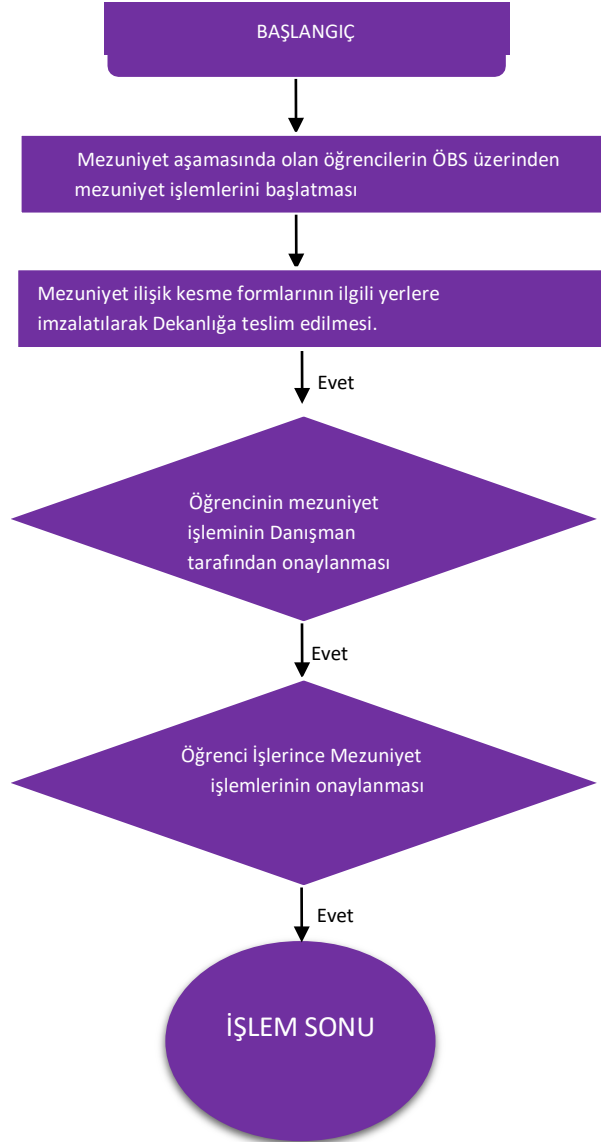 BAŞLANGIÇ
Mezuniyet aşamasında olan öğrencilerin ÖBS üzerinden
mezuniyet işlemlerini başlatması
Mezuniyet ilişik kesme formlarının ilgili yerlere
imzalatılarak Dekanlığa teslim edilmesi.
Evet
Öğrencinin mezuniyet
işleminin Danışman
tarafından onaylanması
Evet
Öğrenci İşlerince Mezuniyet
işlemlerinin onaylanması
Evet
İŞLEM SONU